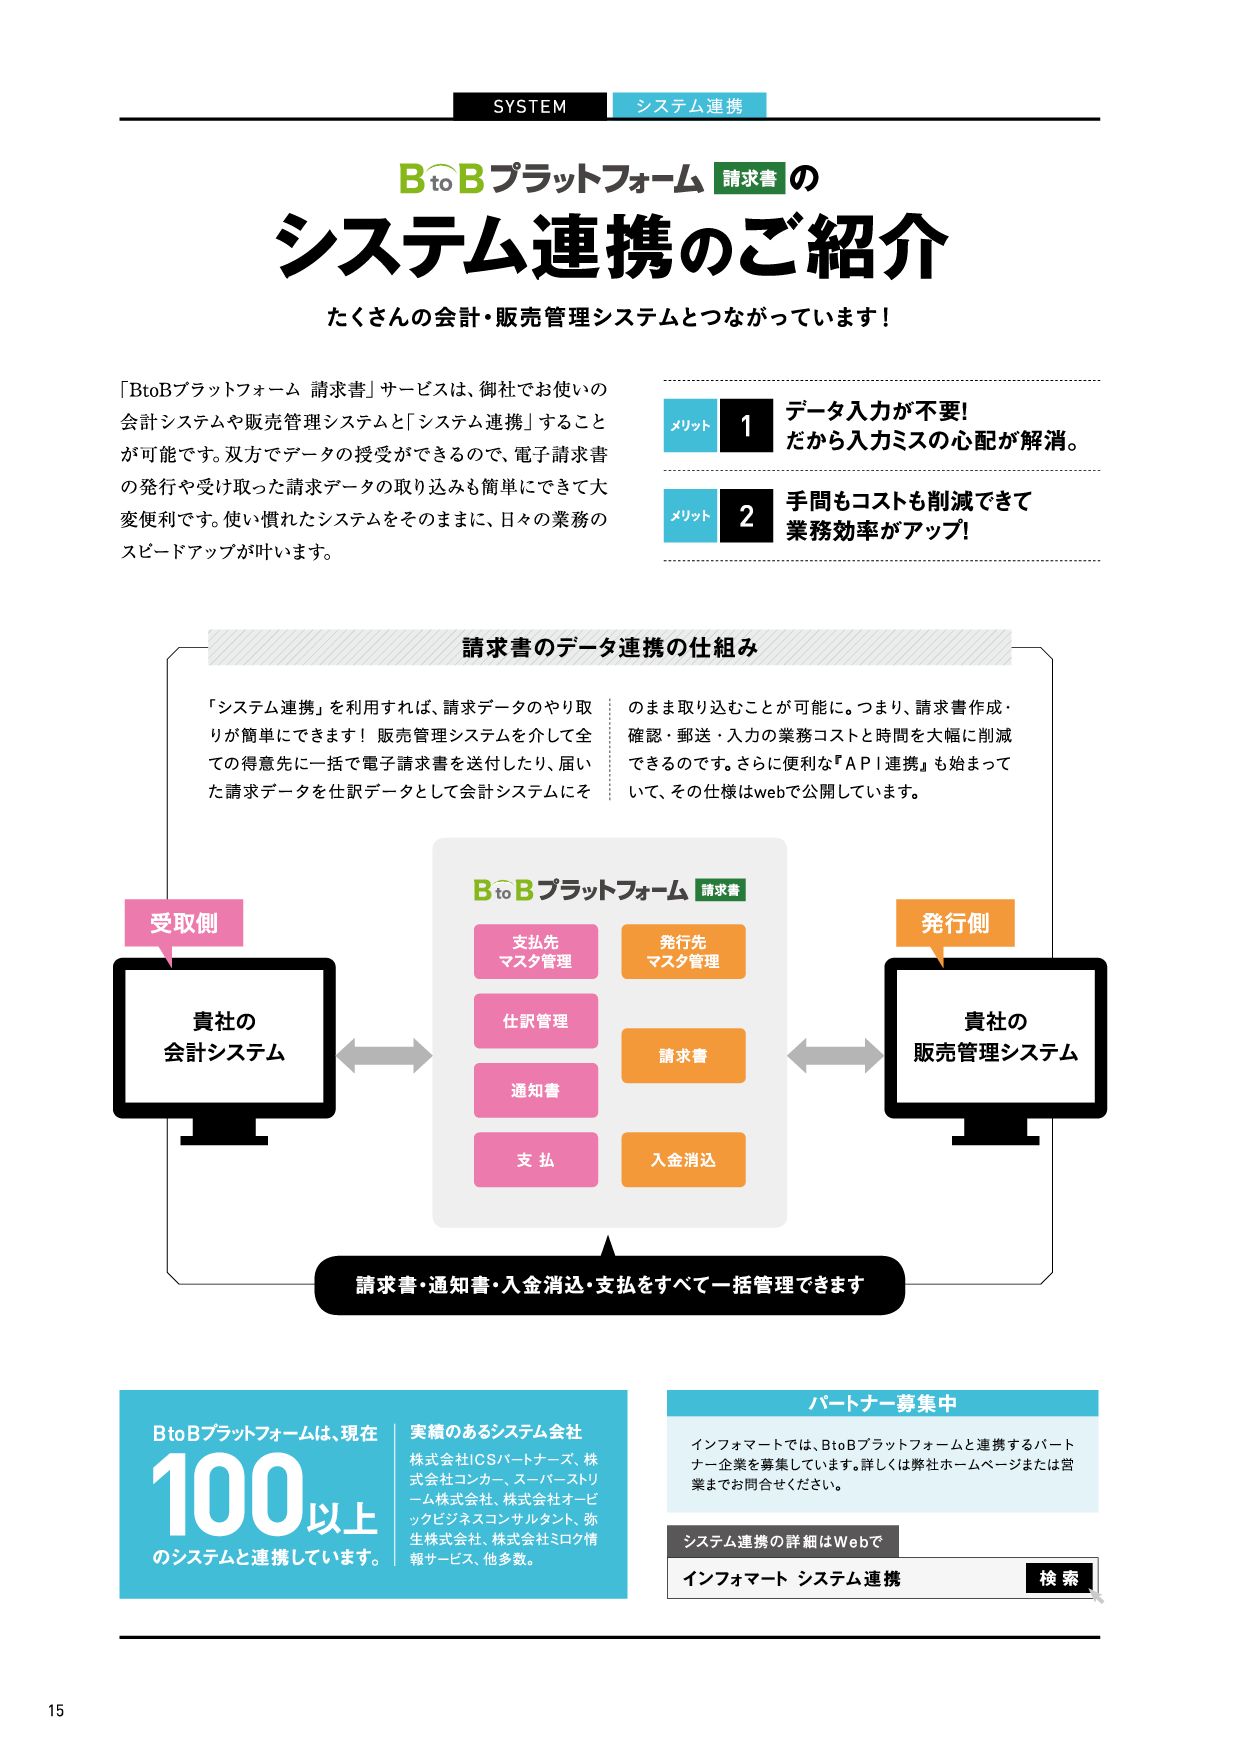 SYSTEM
システム連携
BtoBプラットフォーム 請求書 の
システム連携のご紹介
たくさんの会計・販売管理システムとつながっています!
「BtoBプラットフォーム 請求書」サービスは、御社でお使いの
会計システムや販売管理システムと「システム連携」すること
が可能です。双方でデータの授受ができるので、電子請求書
の発行や受け取った請求データの取り込みも簡単にできて大
変便利です。使い慣れたシステムをそのままに、日々の業務の
スピードアップが叶います。
メリット 1
データ入力が不要!
だから入力ミスの心配が解消。
メリット 2
手間もコストも削減できて
業務効率がアップ!
請求書のデータ連携の仕組み
「システム連携」を利用すれば、請求データのやり取
りが簡単にできます! 販売管理システムを介して全
ての得意先に一括で電子請求書を送付したり、届い
た請求データを仕訳データとして会計システムにそ
のまま取り込むことが可能に。つまり、請求書作成・
確認・郵送・入力の業務コストと時間を大幅に削減
できるのです。さらに便利な『API連携』も始まって
いて、その仕様はwebで公開しています。
受取側
貴社の
会計システム
BtoBプラットフォーム 請求書
支払先
マスタ管理
仕訳管理
通知書
支 払
発行先
マスタ管理
請求書
入金消込
発行側
貴社の
販売管理システム
請求書・通知書・入金消込・支払をすべて一括管理できます
BtoBプラットフォームは、現在
100以上
のシステムと連携しています。
実績のあるシステム会社
株式会社ICSパートナーズ、株
式会社コンカー、スーパーストリ
ーム株式会社、株式会社オービ
ックビジネスコンサルタント、弥
生株式会社、株式会社ミロク情
報サービス、他多数。
パートナー募集中
インフォマートでは、BtoBプラットフォームと連携するパート
ナー企業を募集しています。詳しくは弊社ホームページまたは営
業までお問合せください。
システム連携の詳細はWebで
インフォマート システム連携
検 索
15